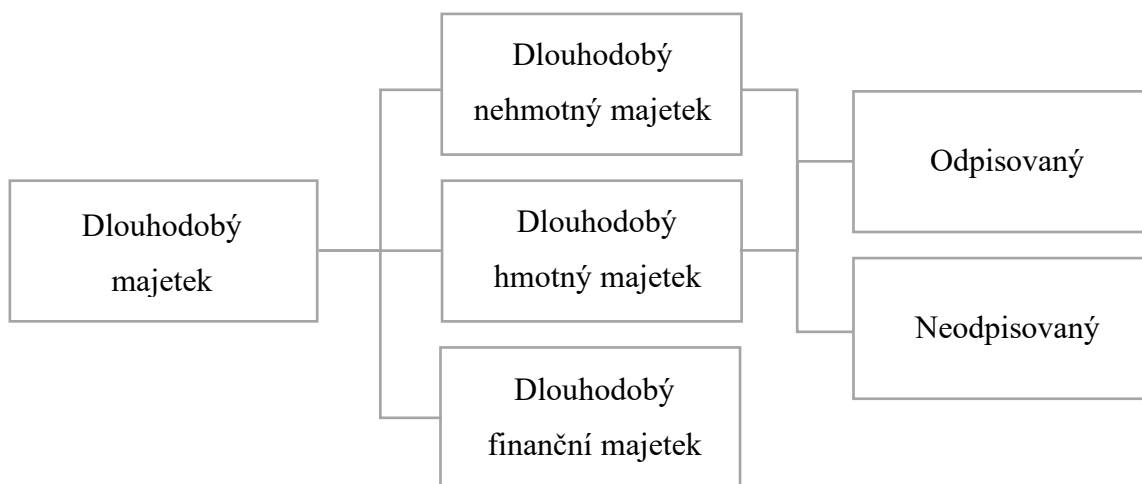 Dlouhodobý
majetek
Dlouhodobý
nehmotný majetek
Dlouhodobý
hmotný majetek
Dlouhodobý
finanční majetek
Odpisovaný
Neodpisovaný